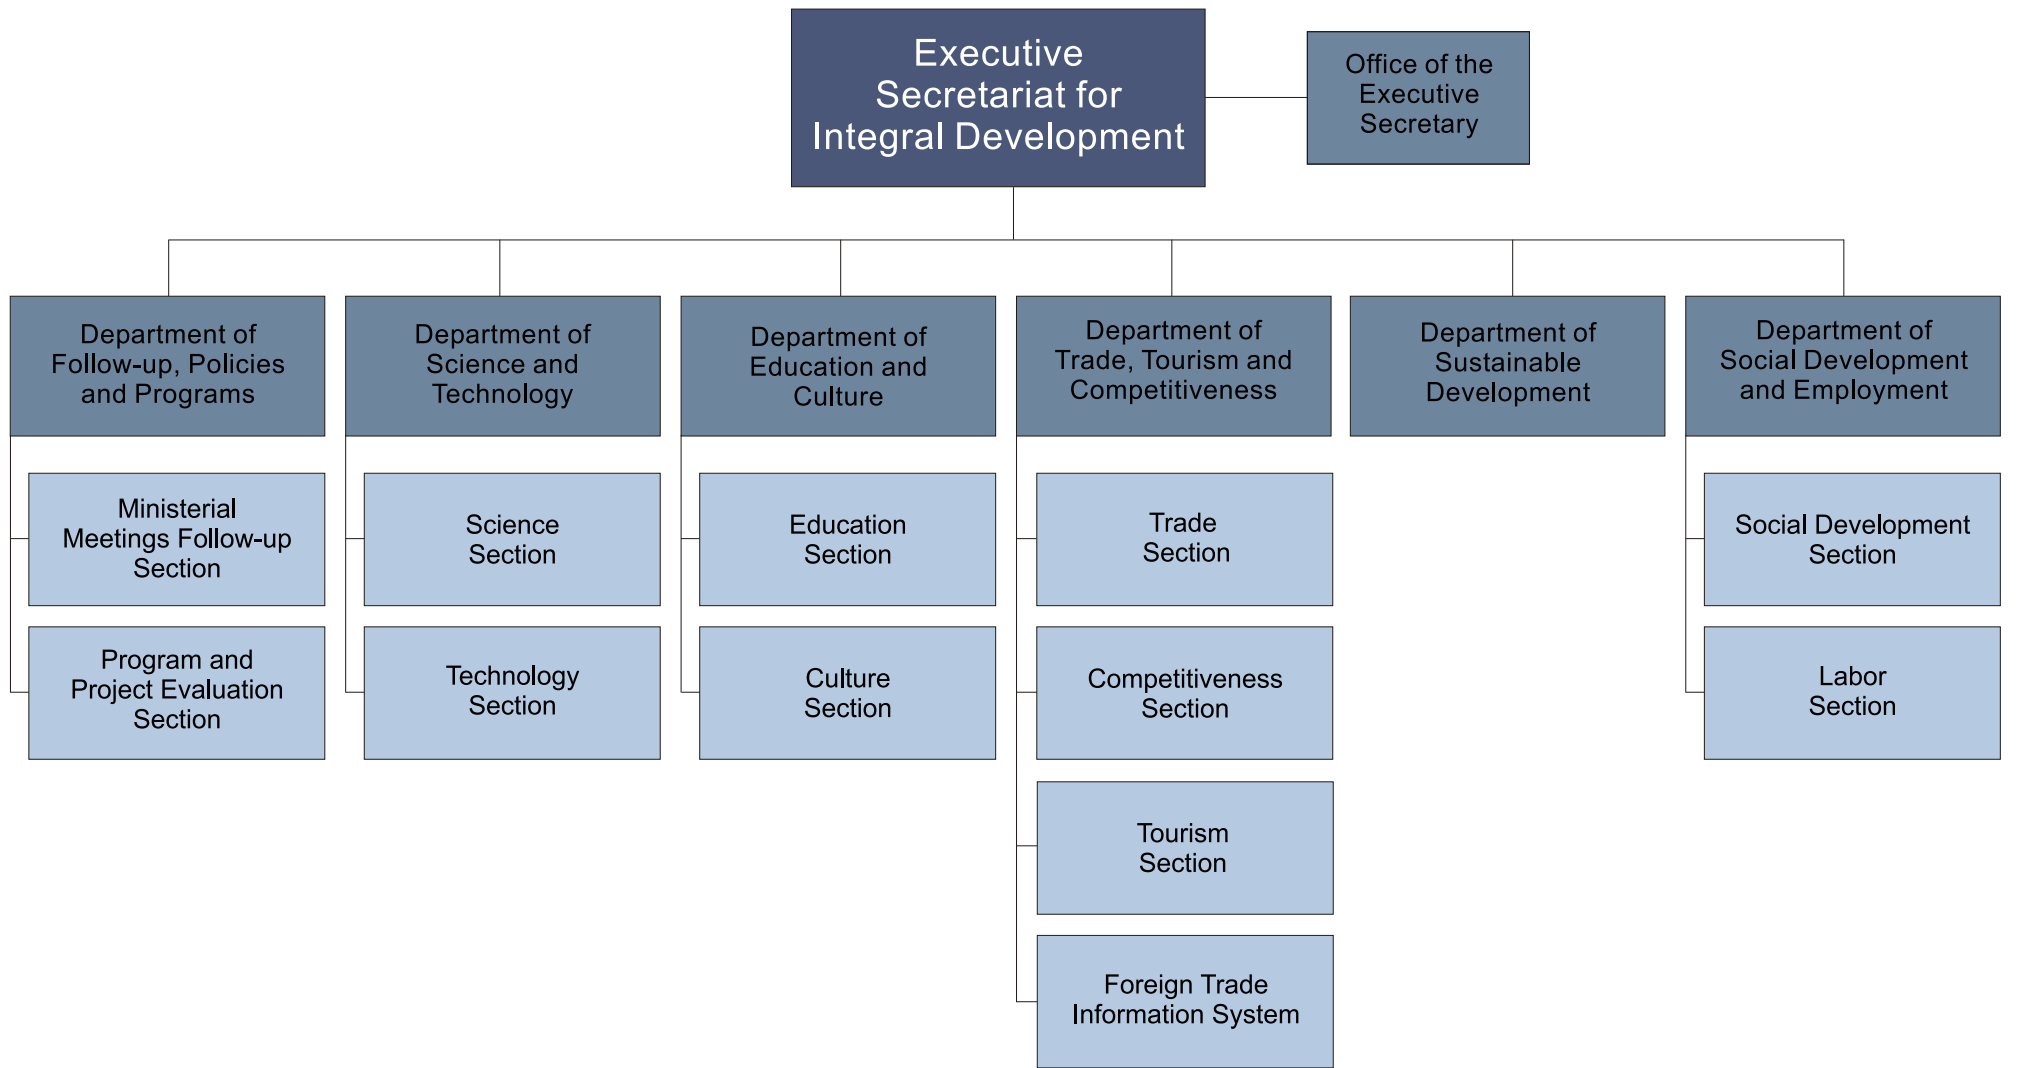 Executive
Secretariat for
Integral Development
Office of the
Executive
Secretary
Department of
Follow-up, Policies
and Programs
Department of
Science and
Technology
Department of
Education and
Culture
Department of
Trade, Tourism and
Competitiveness
Department of
Sustainable
Development
Department of
Social Development
and Employment
Ministerial
Meetings Follow-up
Section
Science
Section
Education
Section
Trade
Section
Social Development
Section
Program and
Project Evaluation
Section
Technology
Section
Culture
Section
Competitiveness
Section
Labor
Section
Tourism
Section
Foreign Trade
Information System